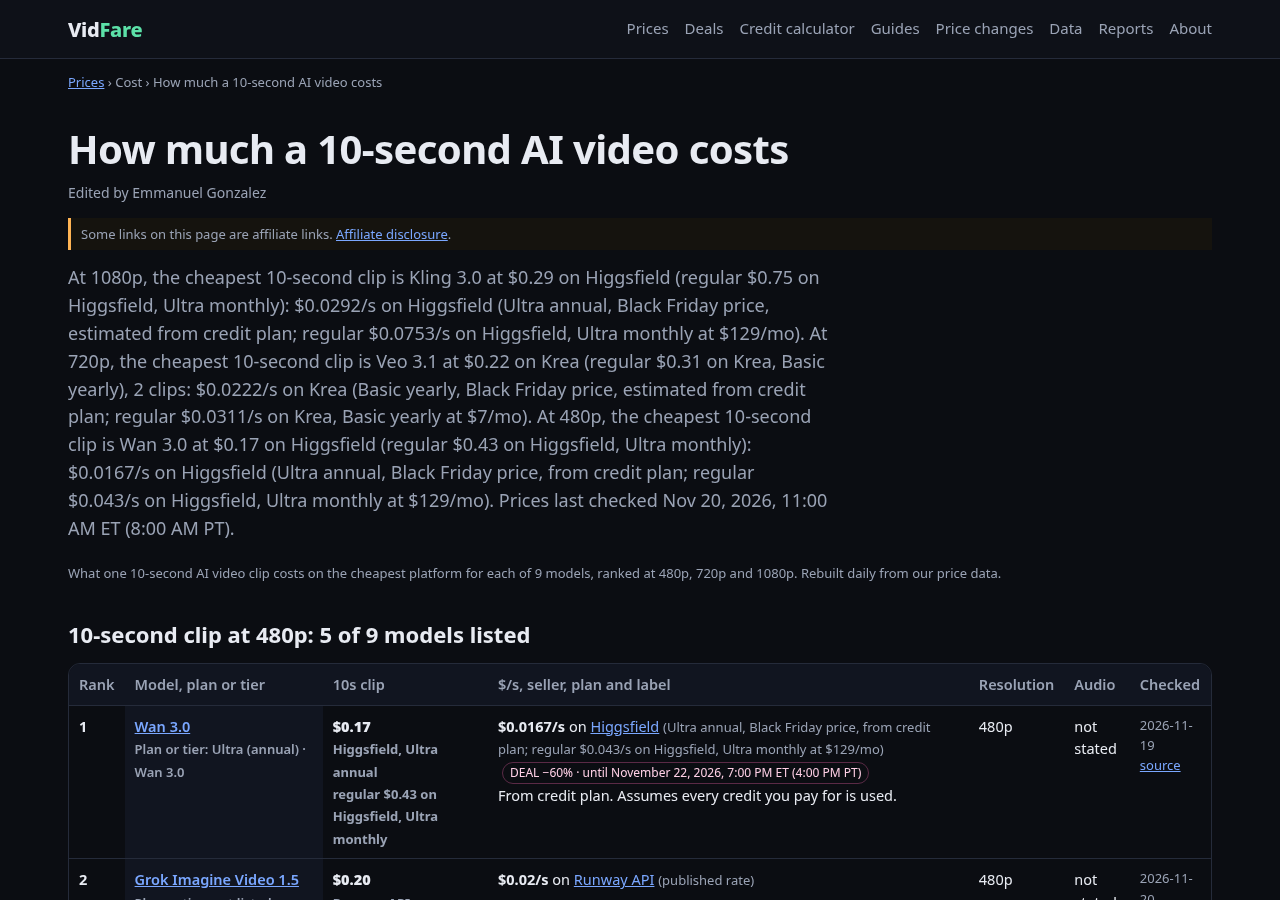 VidFare
Prices Deals Credit calculator Guides Price changes Data Reports About
Prices › Cost › How much a 10-second AI video costs
How much a 10-second AI video costs
Edited by Emmanuel Gonzalez
Some links on this page are affiliate links. Affiliate disclosure.
At 1080p, the cheapest 10-second clip is Kling 3.0 at $0.29 on Higgsfield (regular $0.75 on
Higgsfield, Ultra monthly): $0.0292/s on Higgsfield (Ultra annual, Black Friday price,
estimated from credit plan; regular $0.0753/s on Higgsfield, Ultra monthly at $129/mo). At
720p, the cheapest 10-second clip is Veo 3.1 at $0.22 on Krea (regular $0.31 on Krea, Basic
yearly), 2 clips: $0.0222/s on Krea (Basic yearly, Black Friday price, estimated from credit
plan; regular $0.0311/s on Krea, Basic yearly at $7/mo). At 480p, the cheapest 10-second
clip is Wan 3.0 at $0.17 on Higgsfield (regular $0.43 on Higgsfield, Ultra monthly):
$0.0167/s on Higgsfield (Ultra annual, Black Friday price, from credit plan; regular
$0.043/s on Higgsfield, Ultra monthly at $129/mo). Prices last checked Nov 20, 2026, 11:00
AM ET (8:00 AM PT).
What one 10-second AI video clip costs on the cheapest platform for each of 9 models, ranked at 480p, 720p and 1080p. Rebuilt daily from our price data.
10-second clip at 480p: 5 of 9 models listed
Rank Model, plan or tier 10s clip $/s, seller, plan and label Resolution Audio Checked
1
Wan 3.0
Plan or tier: Ultra (annual) ·
Wan 3.0
$0.17
Higgsfield, Ultra
annual
regular $0.43 on
Higgsfield, Ultra
monthly
$0.0167/s on Higgsfield (Ultra annual, Black Friday price, from credit
plan; regular $0.043/s on Higgsfield, Ultra monthly at $129/mo)
DEAL −60% · until November 22, 2026, 7:00 PM ET (4:00 PM PT)
From credit plan. Assumes every credit you pay for is used.
480p
not
stated
2026-11-
19
source
2
Grok Imagine Video 1.5
$0.20
$0.02/s on Runway API (published rate)
480p
not
2026-11-